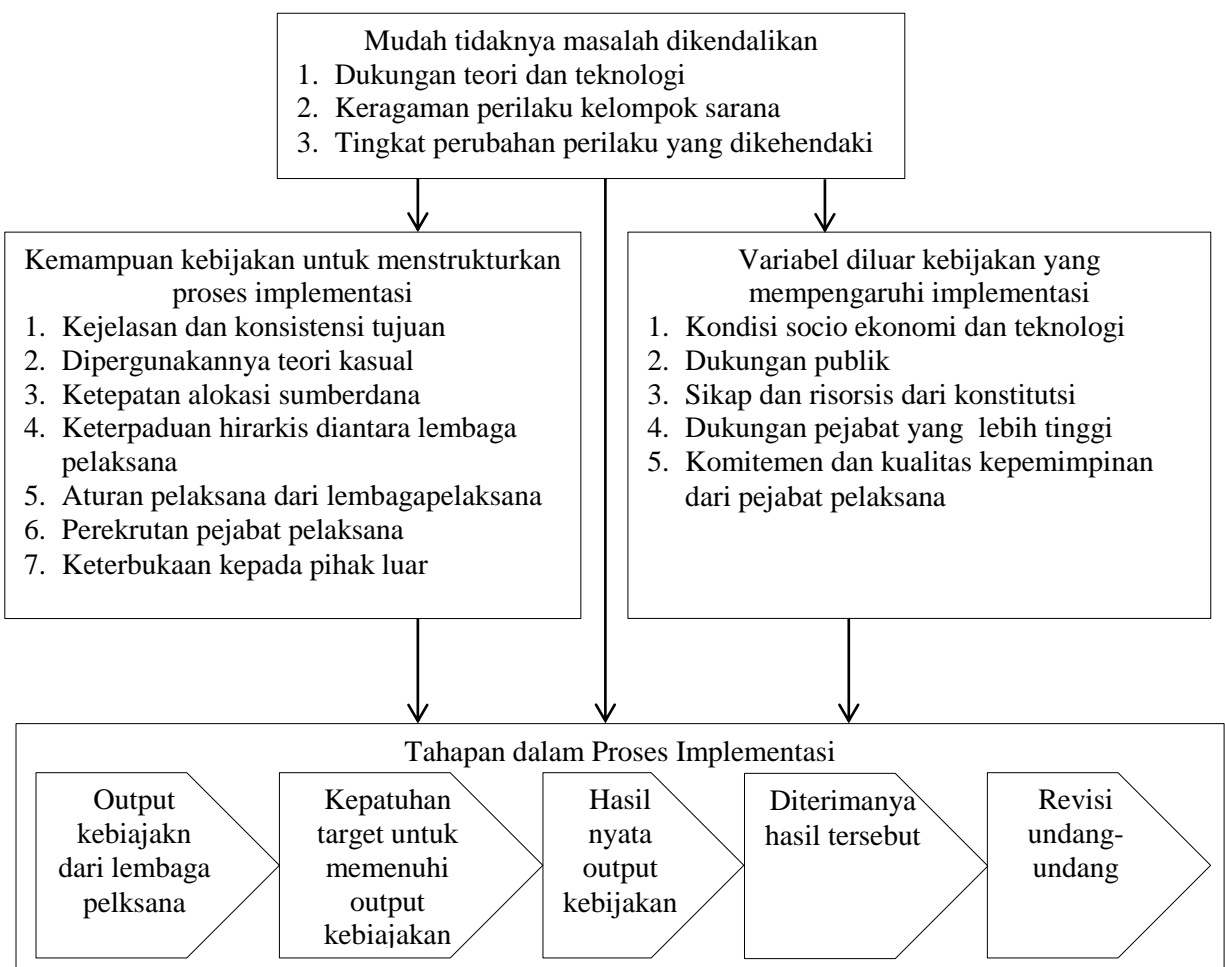 Mudah tidaknya masalah dikendalikan
1. Dukungan teori dan teknologi
2. Keragaman perilaku kelompok sarana
3. Tingkat perubahan perilaku yang dikehendaki
Kemampuan kebijakan untuk menstrukturkan
proses implementasi
1. Kejelasan dan konsistensi tujuan
2. Dipergunakannya teori kasual
3. Ketepatan alokasi sumberdana
4. Keterpaduan hirarkis diantara lembaga
pelaksana
5. Aturan pelaksana dari lembagapelaksana
6. Perekrutan pejabat pelaksana
7. Keterbukaan kepada pihak luar
Variabel diluar kebijakan yang
mempengaruhi implementasi
1. Kondisi socio ekonomi dan teknologi
2. Dukungan publik
3. Sikap dan risorsis dari konstitutsi
4. Dukungan pejabat yang lebih tinggi
5. Komitemen dan kualitas kepemimpinan
dari pejabat pelaksana
Tahapan dalam Proses Implementasi
Output
kebiajakn
dari lembaga
pelksana
Kepatuhan
target untuk
memenuhi
output
kebiajakan
Hasil
nyata
output
kebijakan
Diterimanya
hasil tersebut
Revisi
undang-
undang